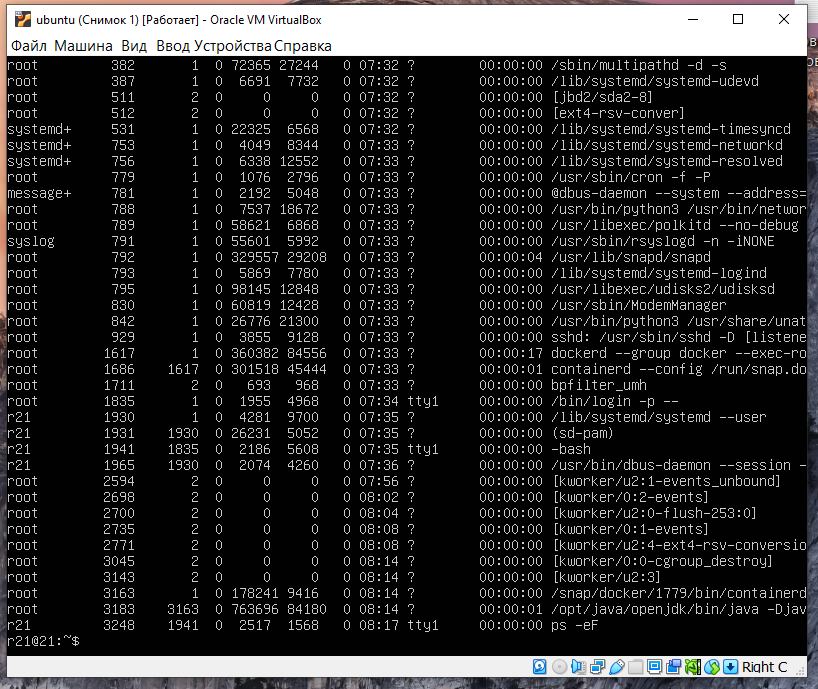 ubuntu (Снимок 1) [Работает] - Oracle VM VirtualBox
Файл Машина Вид Ввод Устройства Справка
root 382 1 0 72365 27244 0 07:32 ? 00:00:00 /sbin/multipathd -d -s
root 387 1 0 6691 7732 0 07:32 ? 00:00:00 /lib/systemd/systemd-udevd
root 511 2 0 0 0 0 07:32 ? 00:00:00 [jbd2/sda2-8]
root 512 2 0 0 0 0 07:32 ? 00:00:00 [ext4-rsv-conver]
systemd+ 531 1 0 22325 6568 0 07:32 ? 00:00:00 /lib/systemd/systemd-timesyncd
systemd+ 753 1 0 4049 8344 0 07:33 ? 00:00:00 /lib/systemd/systemd-networkd
systemd+ 756 1 0 6338 12552 0 07:33 ? 00:00:00 /lib/systemd/systemd-resolved
root 779 1 0 1076 2796 0 07:33 ? 00:00:00 /usr/sbin/cron -f -P
message+ 781 1 0 2192 5048 0 07:33 ? 00:00:00 @dbus-daemon --system --address=
root 788 1 0 7537 18672 0 07:33 ? 00:00:00 /usr/bin/python3 /usr/bin/networ
root 789 1 0 58621 6868 0 07:33 ? 00:00:00 /usr/libexec/polkitd --no-debug
syslog 791 1 0 55601 5992 0 07:33 ? 00:00:00 /usr/sbin/rsyslogd -n -iNONE
root 792 1 0 329557 29208 0 07:33 ? 00:00:04 /usr/lib/snapd/snapd
root 793 1 0 5869 7780 0 07:33 ? 00:00:00 /lib/systemd/systemd-logind
root 795 1 0 98145 12848 0 07:33 ? 00:00:00 /usr/libexec/udisks2/udisksd
root 830 1 0 60819 12428 0 07:33 ? 00:00:00 /usr/sbin/ModemManager
root 842 1 0 26776 21300 0 07:33 ? 00:00:00 /usr/bin/python3 /usr/share/unat
root 929 1 0 3855 9128 0 07:33 ? 00:00:00 sshd: /usr/sbin/sshd -D [listene
root 1617 1 0 360382 84556 0 07:33 ? 00:00:17 dockerd --group docker --exec-ro
root 1686 1617 0 301518 45444 0 07:33 ? 00:00:01 containerd --config /run/snap.do
root 1711 2 0 693 968 0 07:33 ? 00:00:00 bpfilter_umh
root 1835 1 0 1955 4968 0 07:34 tty1 00:00:00 /bin/login -p --
r21 1930 1 0 4281 9700 0 07:35 ? 00:00:00 /lib/systemd/systemd --user
r21 1931 1930 0 26231 5052 0 07:35 ? 00:00:00 (sd-pam)
r21 1941 1835 0 2186 5608 0 07:35 tty1 00:00:00 -bash
r21 1965 1930 0 2074 4260 0 07:36 ? 00:00:00 /usr/bin/dbus-daemon --session -
root 2594 2 0 0 0 0 07:56 ? 00:00:00 [kworker/u2:1-events_unbound]
root 2698 2 0 0 0 0 08:02 ? 00:00:00 [kworker/0:2-events]
root 2700 2 0 0 0 0 08:04 ? 00:00:00 [kworker/u2:0-flush-253:0]
root 2735 2 0 0 0 0 08:08 ? 00:00:00 [kworker/0:1-events]
root 2771 2 0 0 0 0 08:08 ? 00:00:00 [kworker/u2:4-ext4-rsv-conversio
root 3045 2 0 0 0 0 08:14 ? 00:00:00 [kworker/0:0-cgroup_destroy]
root 3143 2 0 0 0 0 08:14 ? 00:00:00 [kworker/u2:3]
root 3163 1 0 178241 9416 0 08:14 ? 00:00:00 /snap/docker/1779/bin/containerd
root 3183 3163 0 763696 84180 0 08:14 ? 00:00:01 /opt/java/openjdk/bin/java -Djav
r21 3248 1941 0 2517 1568 0 08:17 tty1 00:00:00 ps -eF
r21@21:~$
Right C